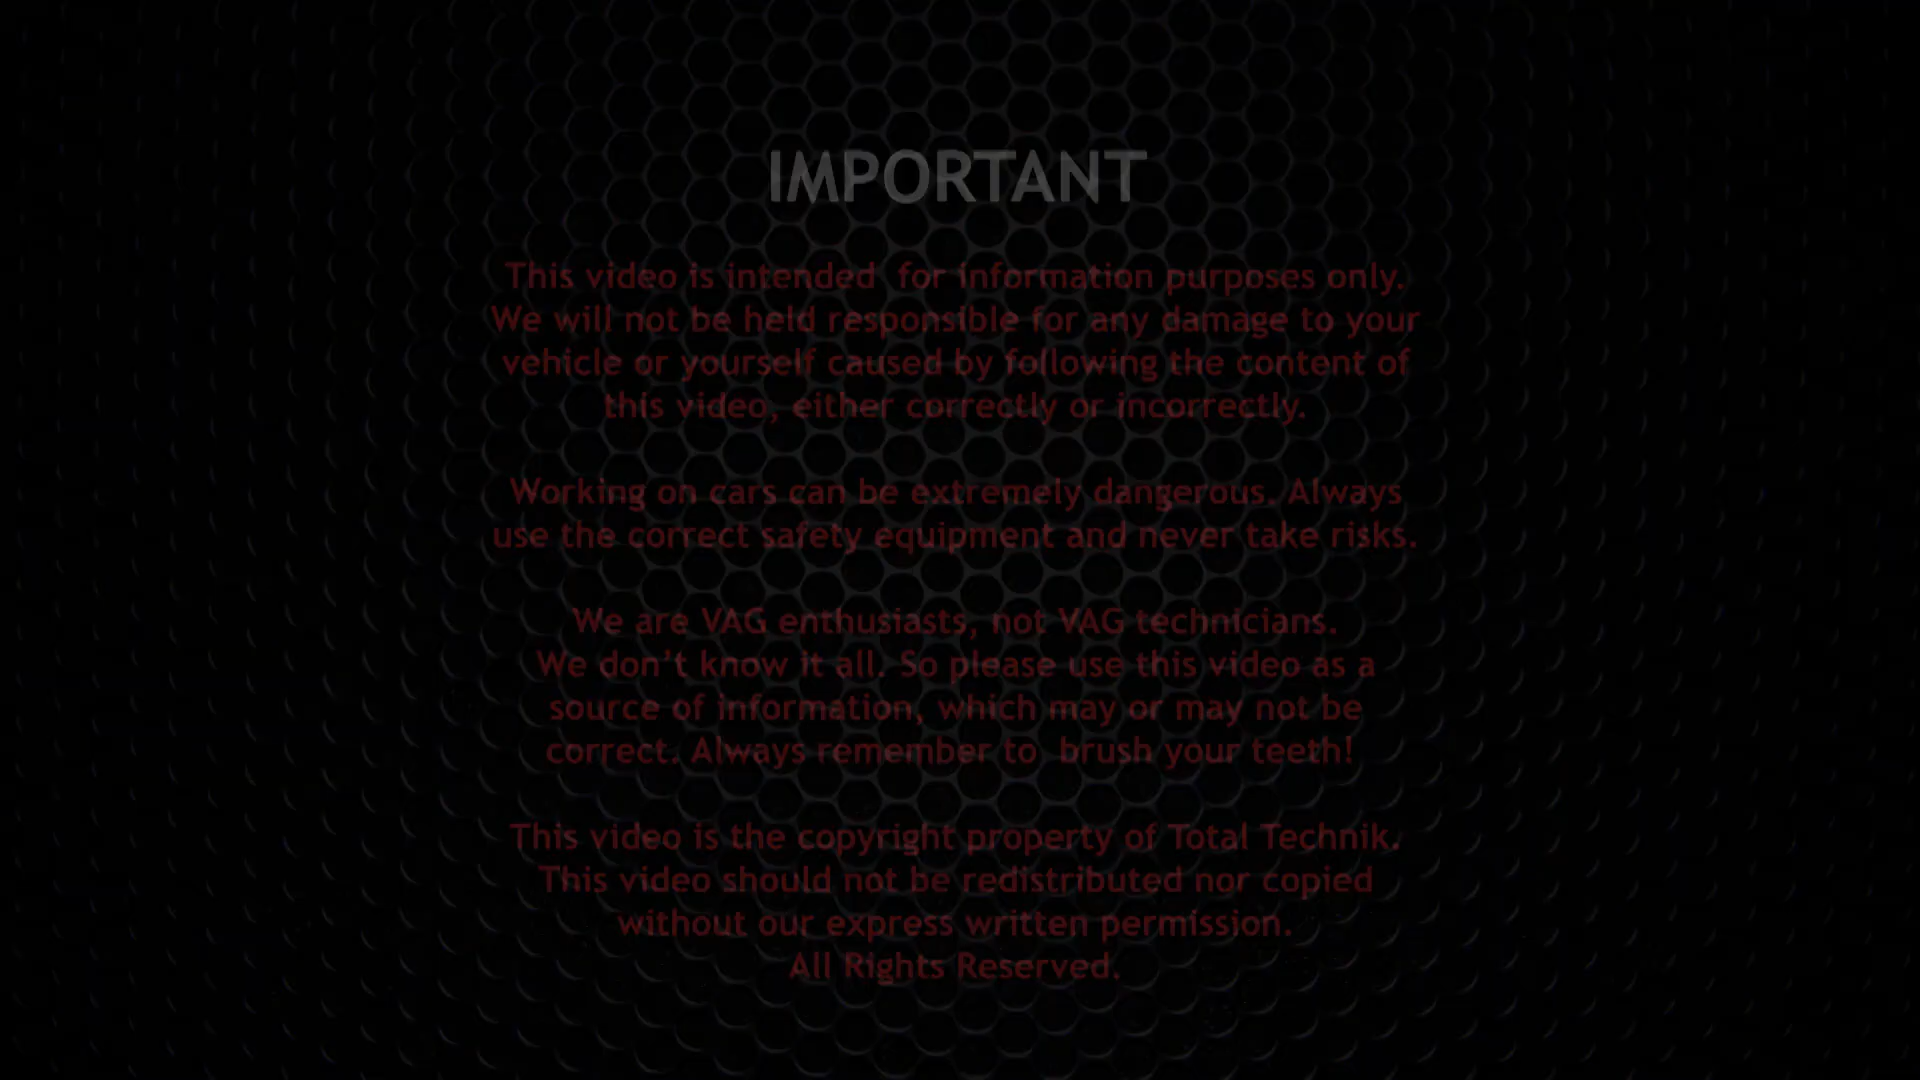 IMPORTANT
This video is intended for information purposes only.
We will not be held responsible for any damage to your
vehicle or yourself caused by following the content of
this video, either correctly or incorrectly.
Working on cars can be extremely dangerous. Always
use the correct safety equipment and never take risks.
We are VAG enthusiasts, not VAG technicians.
We don't know it all. So please use this video as a
source of information, which may or may not be
correct. Always remember to brush your teeth!
This video is the copyright property of Total Technik.
This video should not be redistributed nor copied
without our express written permission.
All Rights Reserved.